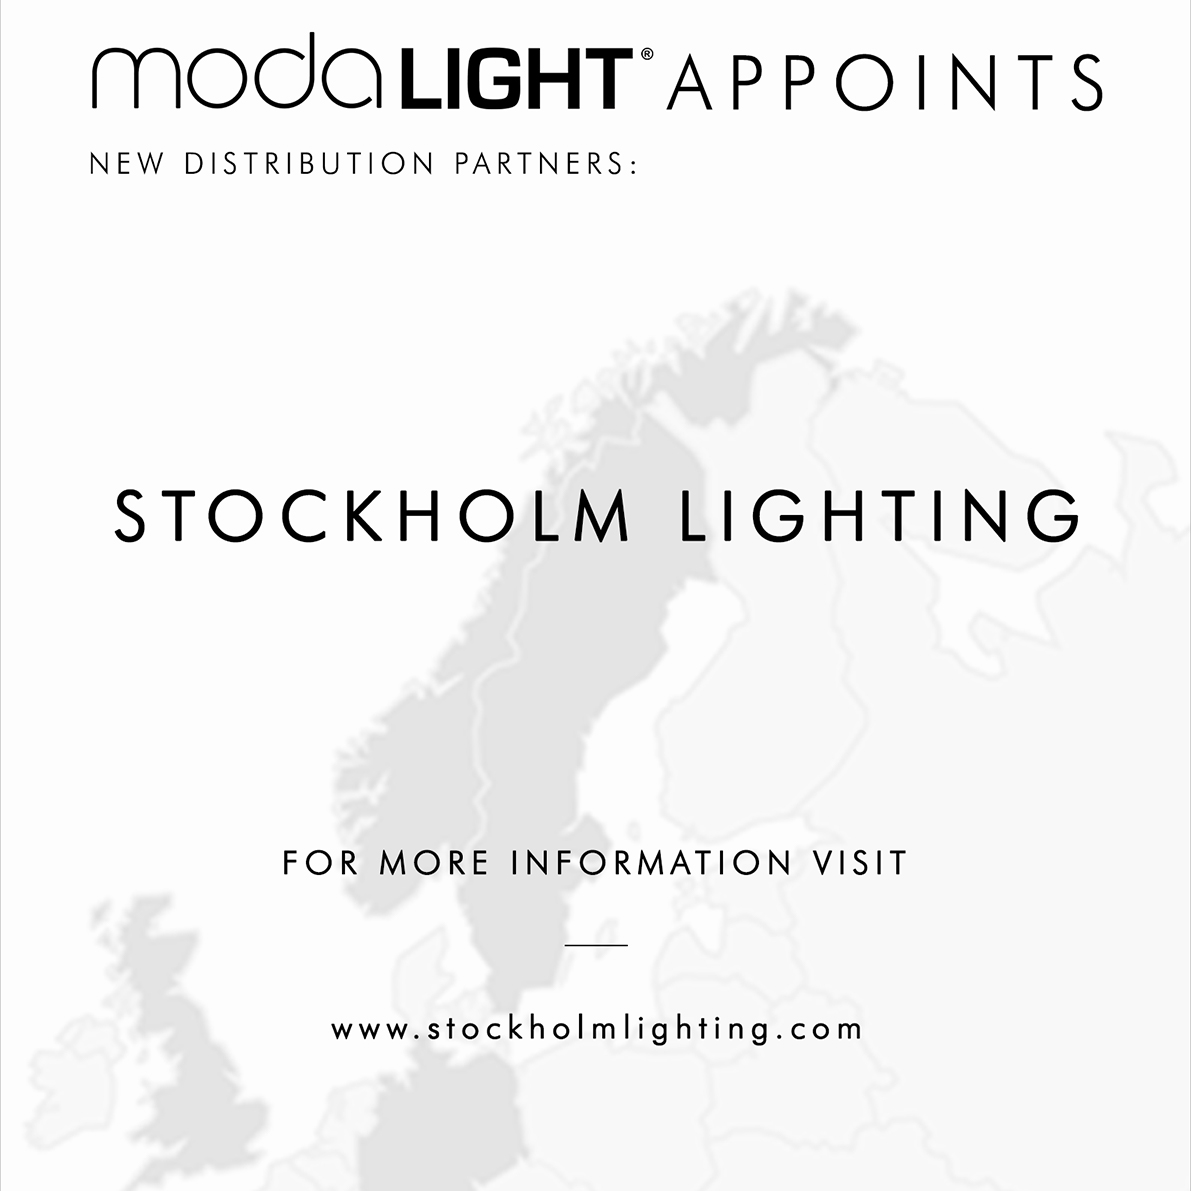 modaLIGHT® APPOINTS
NEW DISTRIBUTION PARTNERS:
STOCKHOLM LIGHTING
FOR MORE INFORMATION VISIT
www.stockholmlighting.com